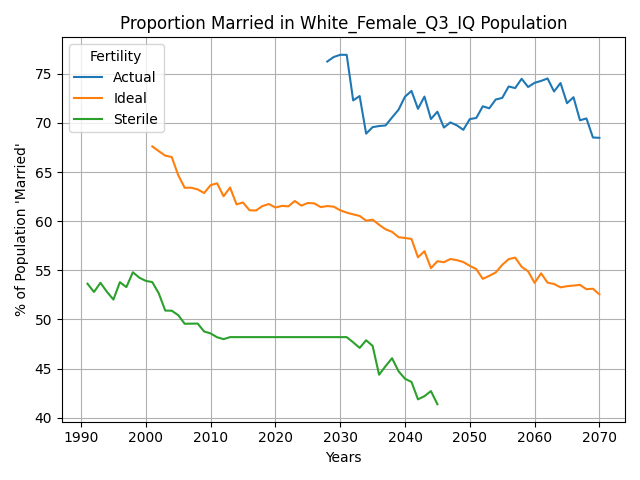 Proportion Married in White_Female_Q3_IQ Population
Fertility
Actual
Ideal
Sterile
% of Population 'Married'
75
70
65
60
55
50
45
40
1990 2000 2010 2020 2030 2040 2050 2060 2070
Years